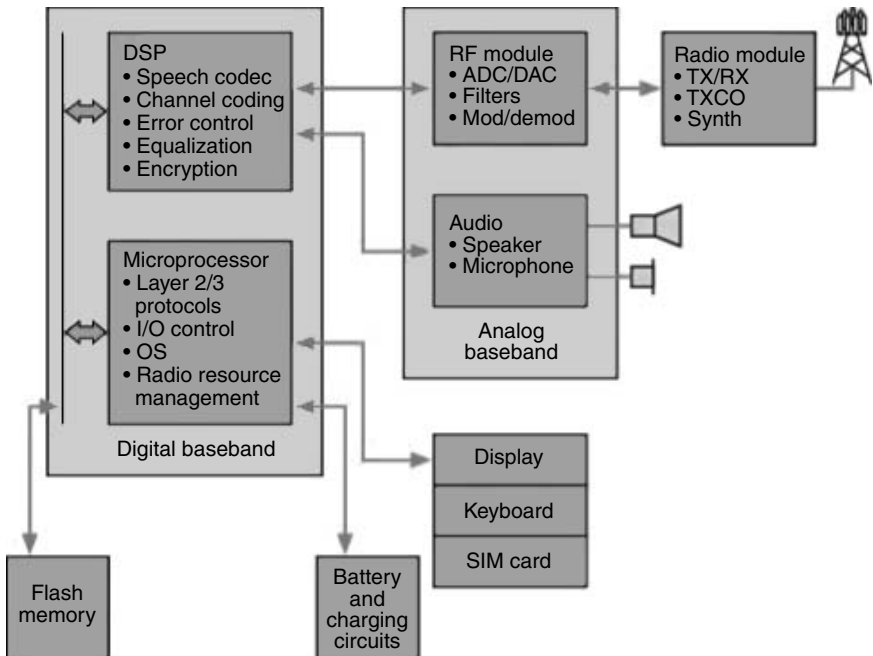 DSP
• Speech codec
• Channel coding
• Error control
• Equalization
• Encryption
Microprocessor
• Layer 2/3
protocols
• I/O control
• OS
• Radio resource
management
Digital baseband
RF module
• ADC/DAC
• Filters
• Mod/demod
Audio
• Speaker
• Microphone
Analog
baseband
Radio module
• TX/RX
• TXCO
• Synth
Display
Keyboard
SIM card
Flash
memory
Battery
and
charging
circuits